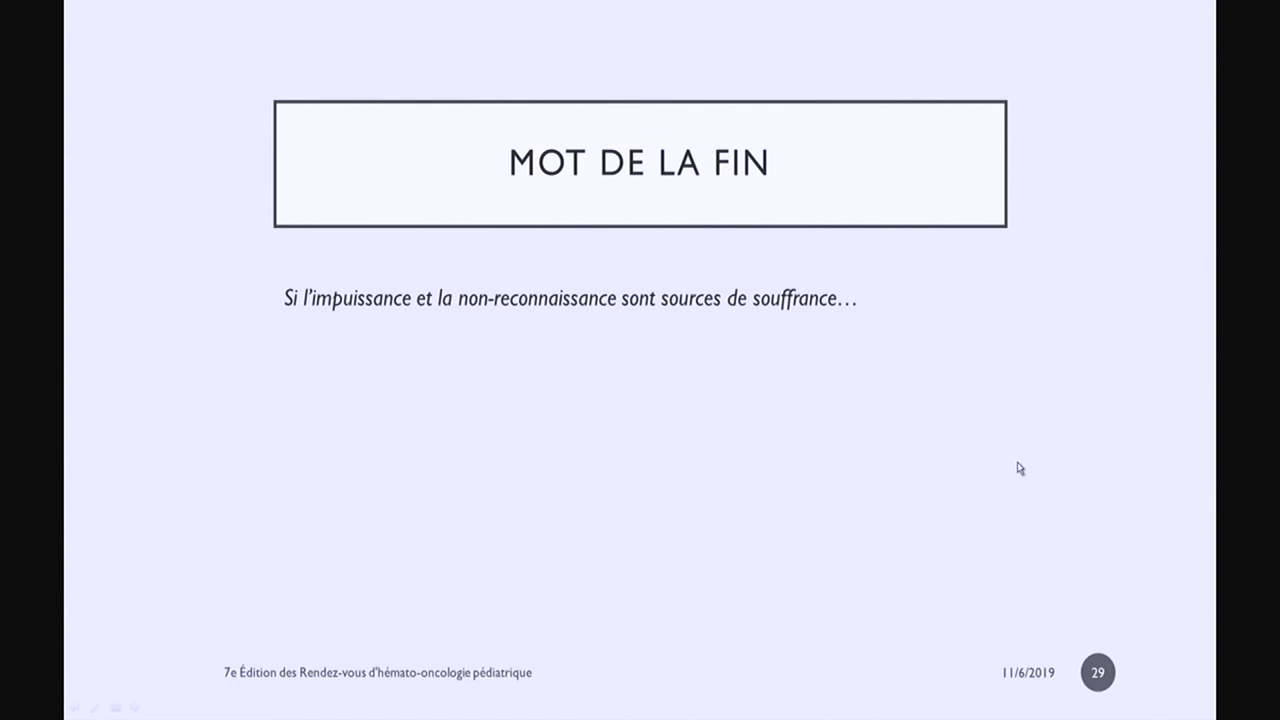 MOT DE LA FIN
Si l’impuissance et la non-reconnaissance sont sources de souffrance…
7e Édition des Rendez-vous d'hémato-oncologie pédiatrique
11/6/2019
29